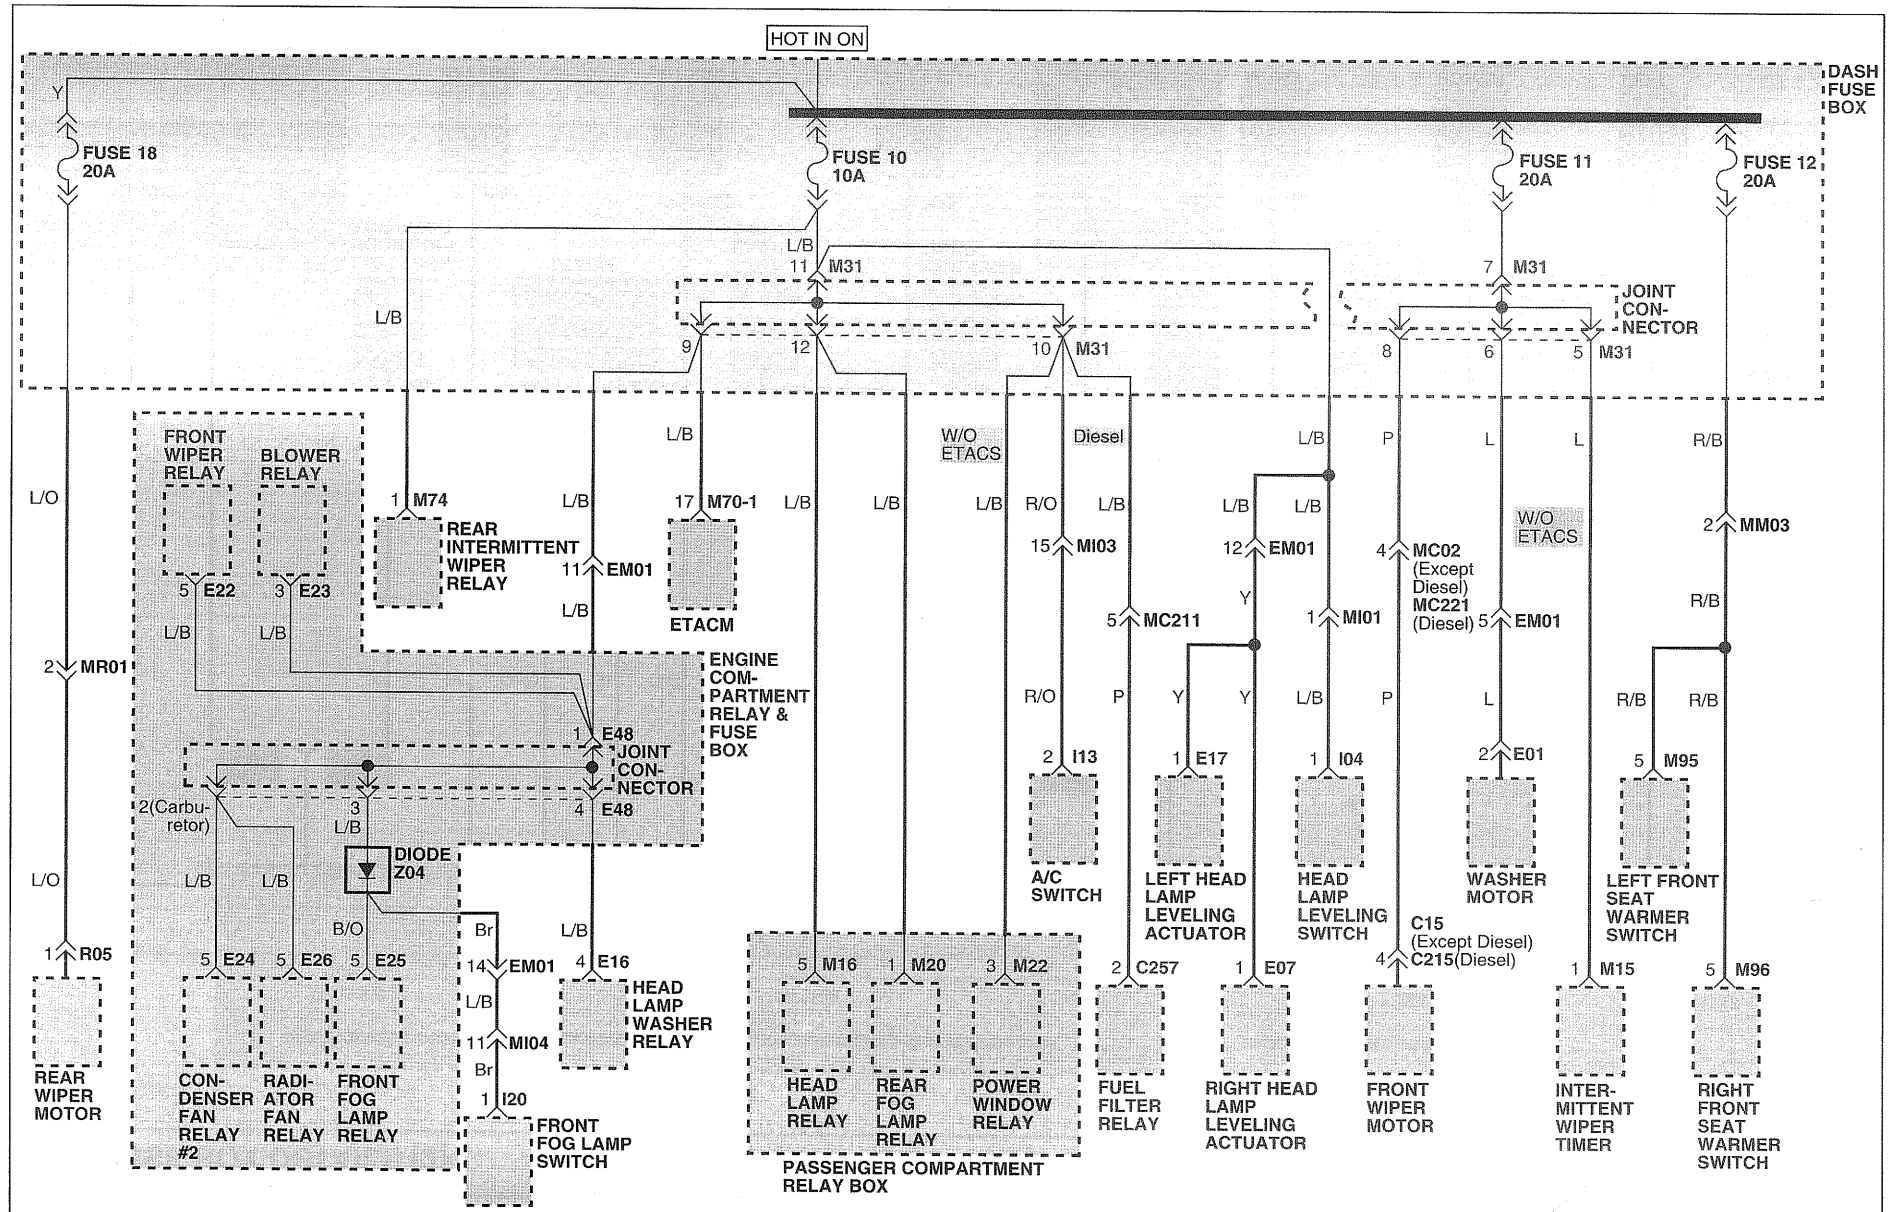 HOT IN ON
DASH
FUSE
BOX
Y
FUSE 18
20A
FUSE 10
10A
FUSE 11
20A
FUSE 12
20A
L/B
11 M31
7 M31
JOINT
CON-
NECTOR
L/B
9
12
10 M31
8
6
5 M31
FRONT
WIPER
RELAY
BLOWER
RELAY
L/B
W/O
ETACS
Diesel
L/B
P
L
L
R/B
L/O
1 M74
REAR
INTERMITTENT
WIPER
RELAY
L/B
17 M70-1
ETACM
L/B
L/B
L/B
R/O
L/B
L/B
L/B
W/O
ETACS
2 MM03
11 EM01
15 MI03
12 EM01
4 MC02
(Except
Diesel)
MC221
(Diesel)
5 E22
3 E23
L/B
Y
R/B
L/B
L/B
5 MC211
1 MI01
5 EM01
2 MR01
ENGINE
COM-
PARTMENT
RELAY &
FUSE
BOX
R/O
P
Y
Y
L/B
P
L
R/B
R/B
1 E48
JOINT
CON-
NECTOR
2 I13
1 E17
1 I04
2 E01
5 M95
2(Carbu-
retor)
3
4 E48
L/B
DIODE
Z04
L/O
L/B
L/B
A/C
SWITCH
LEFT HEAD
LAMP
LEVELING
ACTUATOR
HEAD
LAMP
LEVELING
SWITCH
WASHER
MOTOR
LEFT FRONT
SEAT
WARMER
SWITCH
B/O
Br
L/B
C15
(Except Diesel)
4 C215(Diesel)
1 R05
5 E24
5 E26
5 E25
14 EM01
4 E16
5 M16
1 M20
3 M22
2 C257
1 E07
1 M15
5 M96
L/B
HEAD
LAMP
WASHER
RELAY
11 MI04
Br
1 I20
REAR
WIPER
MOTOR
CON-
DENSER
FAN
RELAY
#2
RADI-
ATOR
FAN
RELAY
FRONT
FOG
LAMP
RELAY
FRONT
FOG LAMP
SWITCH
HEAD
LAMP
RELAY
REAR
FOG
LAMP
RELAY
POWER
WINDOW
RELAY
FUEL
FILTER
RELAY
RIGHT HEAD
LAMP
LEVELING
ACTUATOR
FRONT
WIPER
MOTOR
INTER-
MITTENT
WIPER
TIMER
RIGHT
FRONT
SEAT
WARMER
SWITCH
PASSENGER COMPARTMENT
RELAY BOX